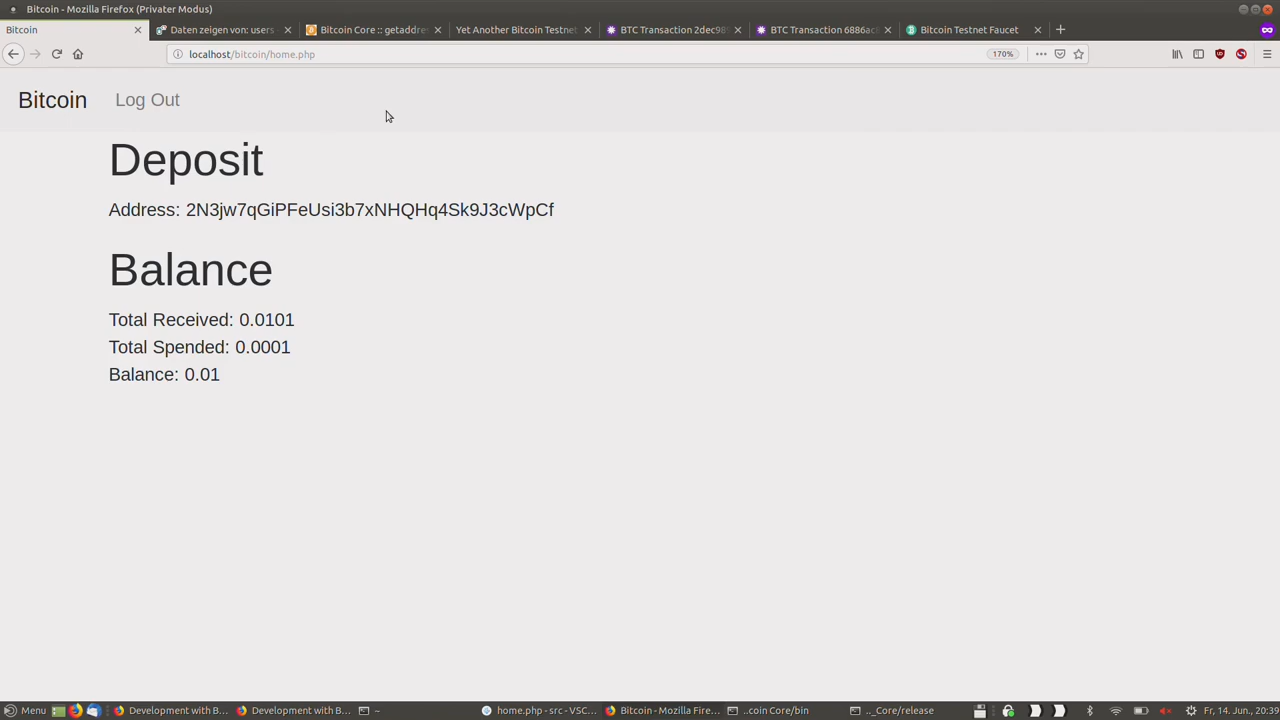 Bitcoin - Mozilla Firefox (Privater Modus)
Bitcoin
Daten zeigen von: users
Bitcoin Core :: getaddres
Yet Another Bitcoin Testnet
BTC Transaction 2dec98
BTC Transaction 6886ac
Bitcoin Testnet Faucet
localhost/bitcoin/home.php
170%
Bitcoin Log Out
Deposit
Address: 2N3jw7qGiPFeUsi3b7xNHQHq4Sk9J3cWpCf
Balance
Total Received: 0.0101
Total Spended: 0.0001
Balance: 0.01
Menu
Development with B...
Development with B...
~
home.php - src - VSC...
Bitcoin - Mozilla Fire...
..coin Core/bin
.._Core/release
Fr, 14. Jun., 20:39